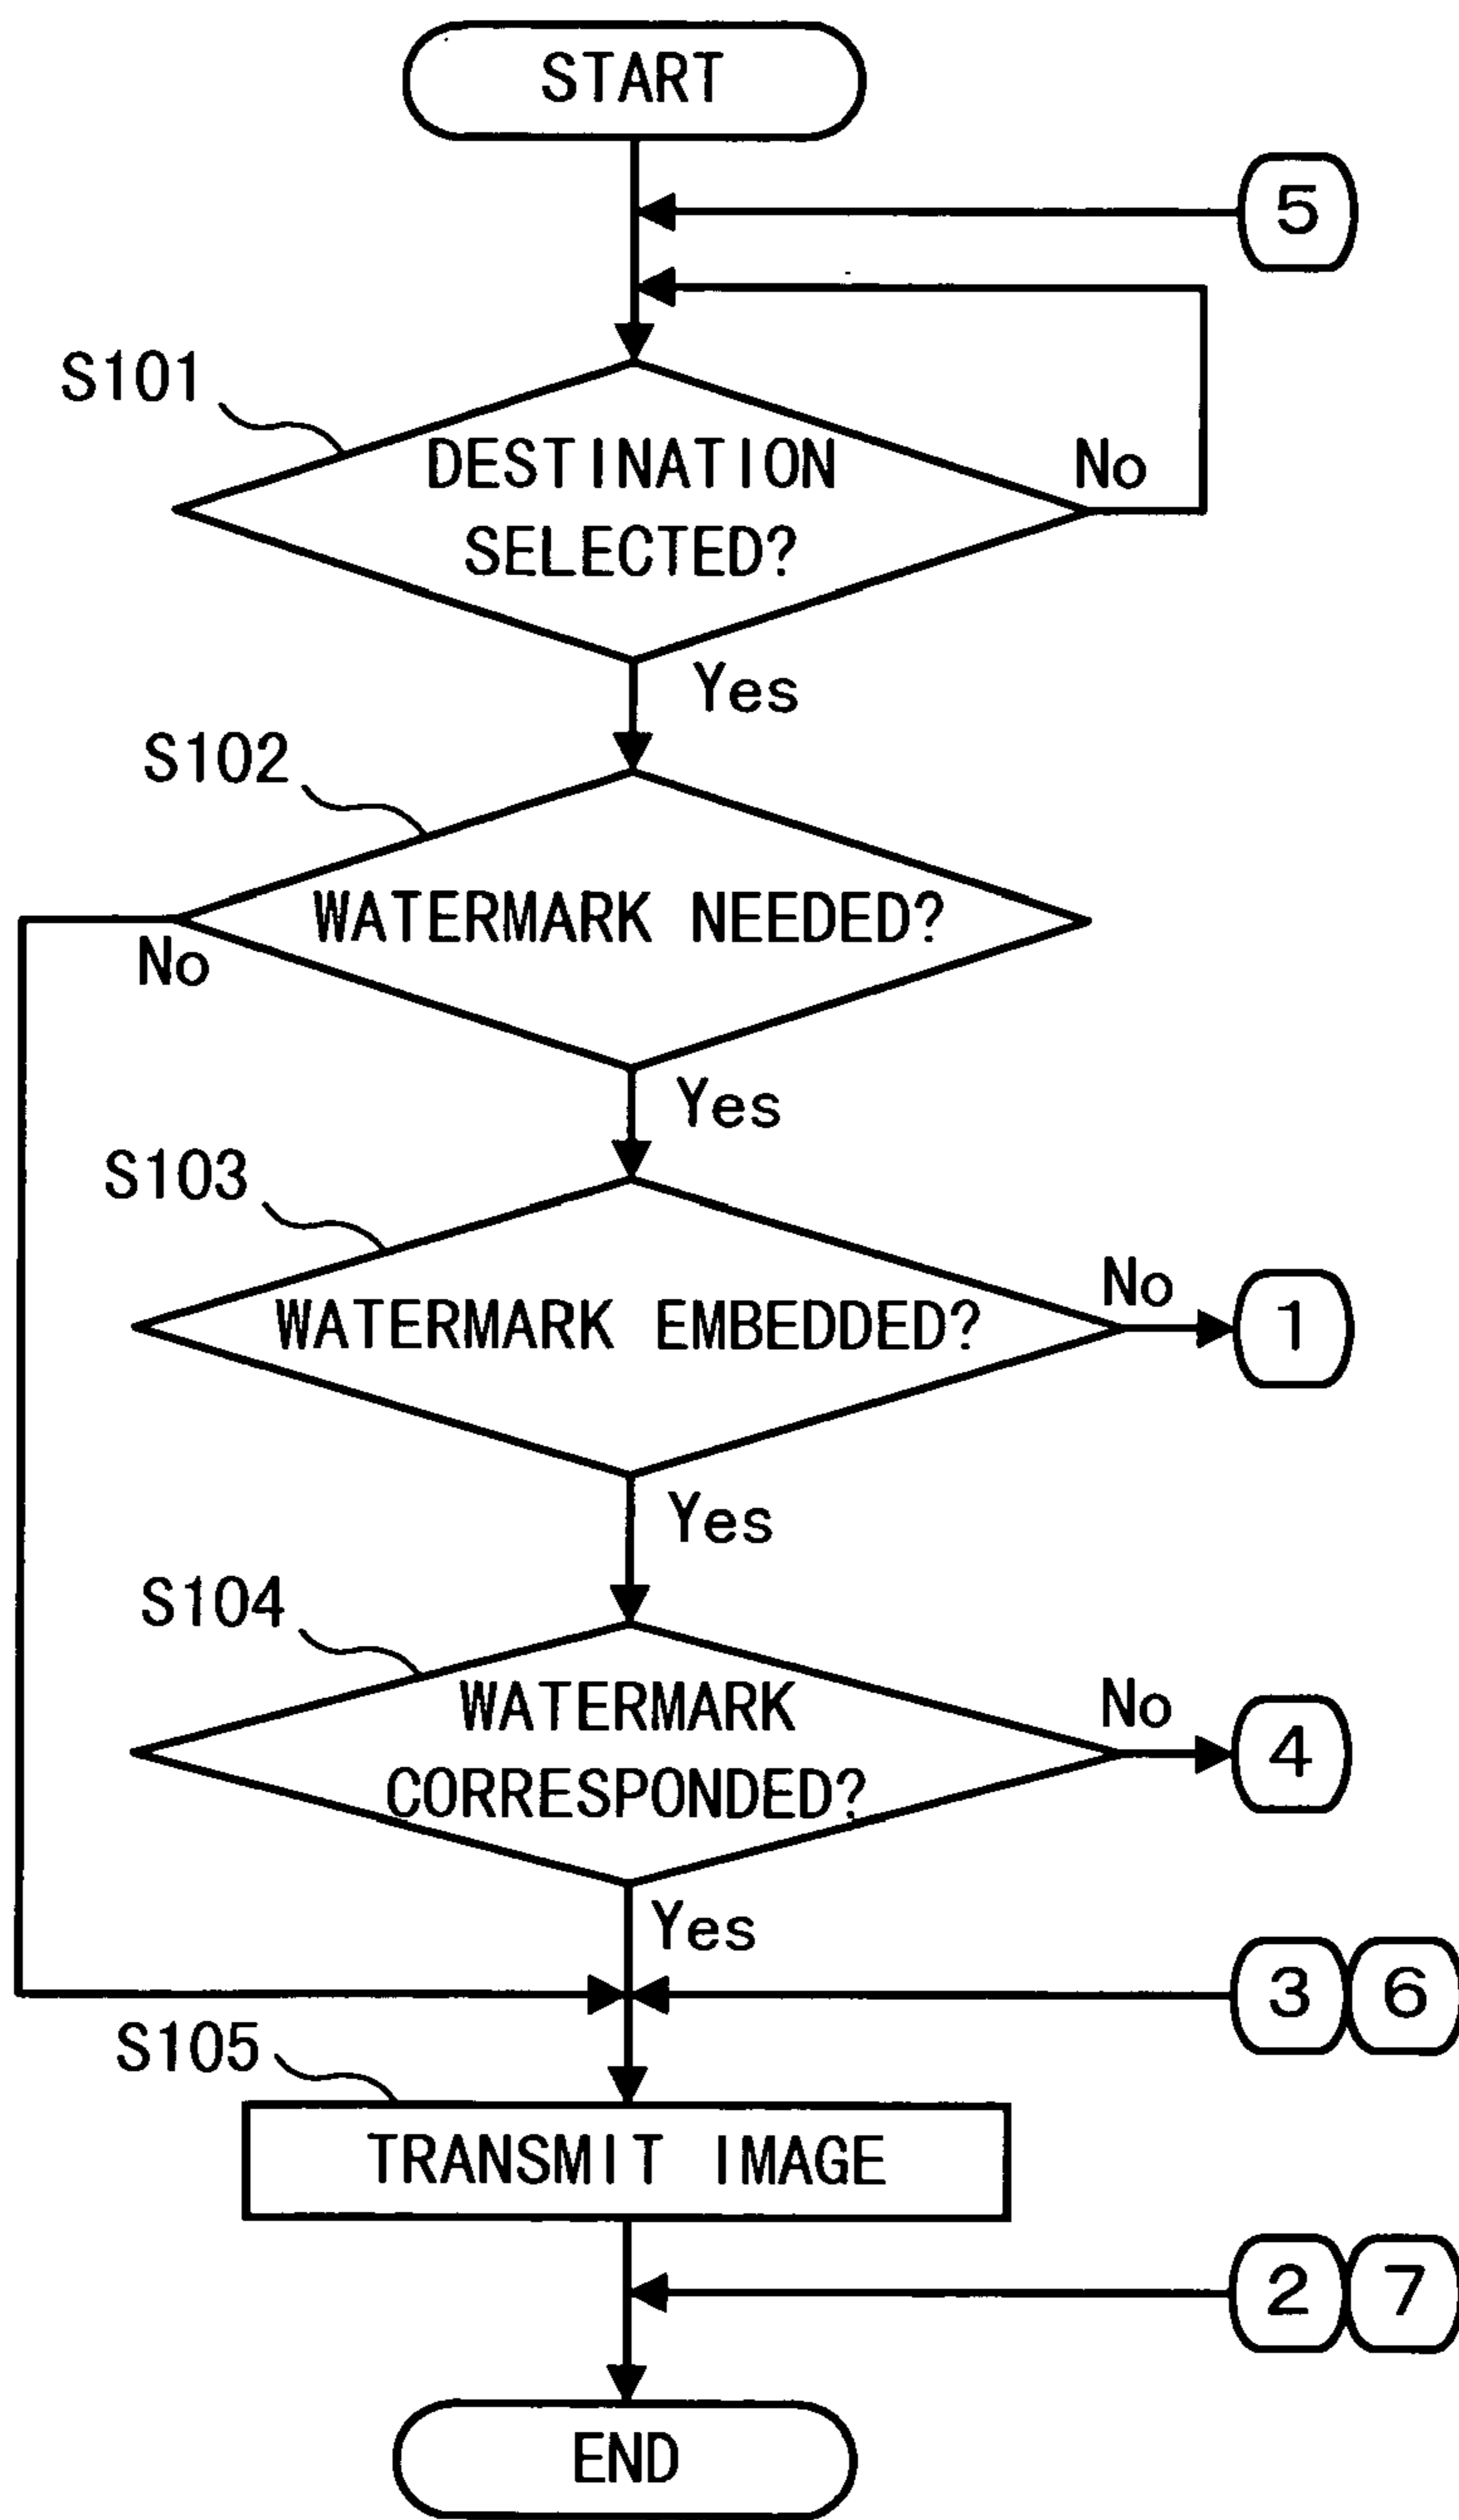 START
5
S101
DESTINATION
SELECTED?
No
Yes
S102
WATERMARK NEEDED?
No
Yes
S103
WATERMARK EMBEDDED?
No
1
Yes
S104
WATERMARK
CORRESPONDED?
No
4
Yes
3 6
S105
TRANSMIT IMAGE
2 7
END